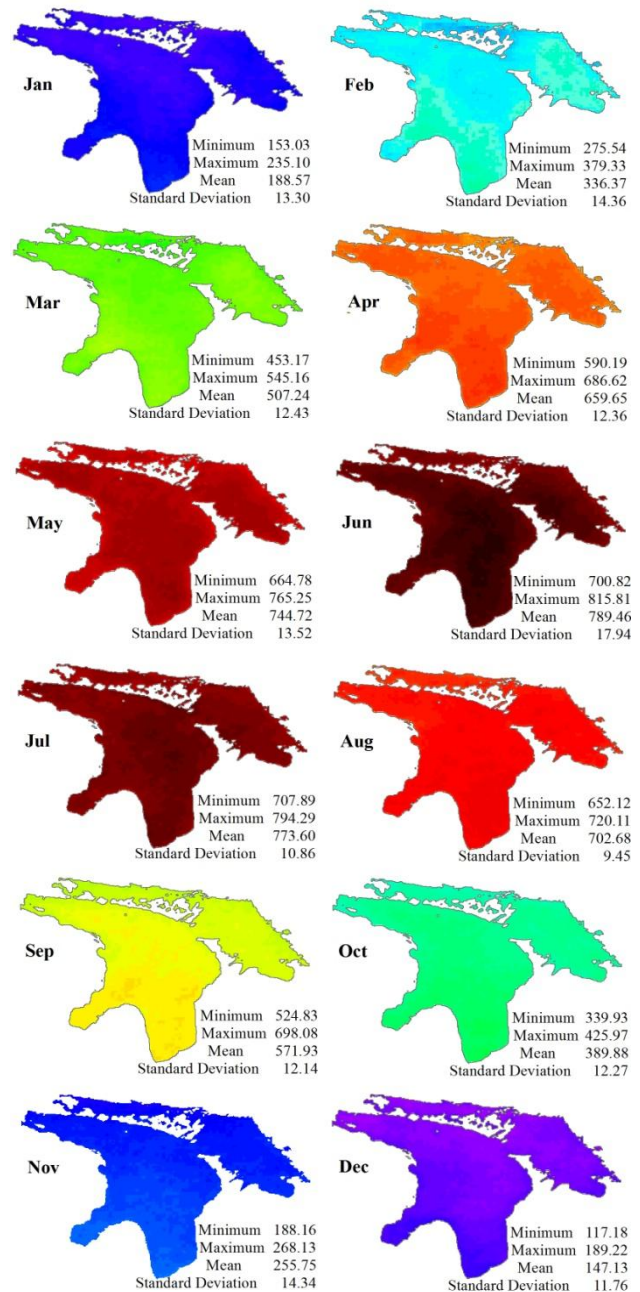 Jan
Minimum 153.03
Maximum 235.10
Mean 188.57
Standard Deviation 13.30
Feb
Minimum 275.54
Maximum 379.33
Mean 336.37
Standard Deviation 14.36
Mar
Minimum 453.17
Maximum 545.16
Mean 507.24
Standard Deviation 12.43
Apr
Minimum 590.19
Maximum 686.62
Mean 659.65
Standard Deviation 12.36
May
Minimum 664.78
Maximum 765.25
Mean 744.72
Standard Deviation 13.52
Jun
Minimum 700.82
Maximum 815.81
Mean 789.46
Standard Deviation 17.94
Jul
Minimum 707.89
Maximum 794.29
Mean 773.60
Standard Deviation 10.86
Aug
Minimum 652.12
Maximum 720.11
Mean 702.68
Standard Deviation 9.45
Sep
Minimum 524.83
Maximum 698.08
Mean 571.93
Standard Deviation 12.14
Oct
Minimum 339.93
Maximum 425.97
Mean 389.88
Standard Deviation 12.27
Nov
Minimum 188.16
Maximum 268.13
Mean 255.75
Standard Deviation 14.34
Dec
Minimum 117.18
Maximum 189.22
Mean 147.13
Standard Deviation 11.76